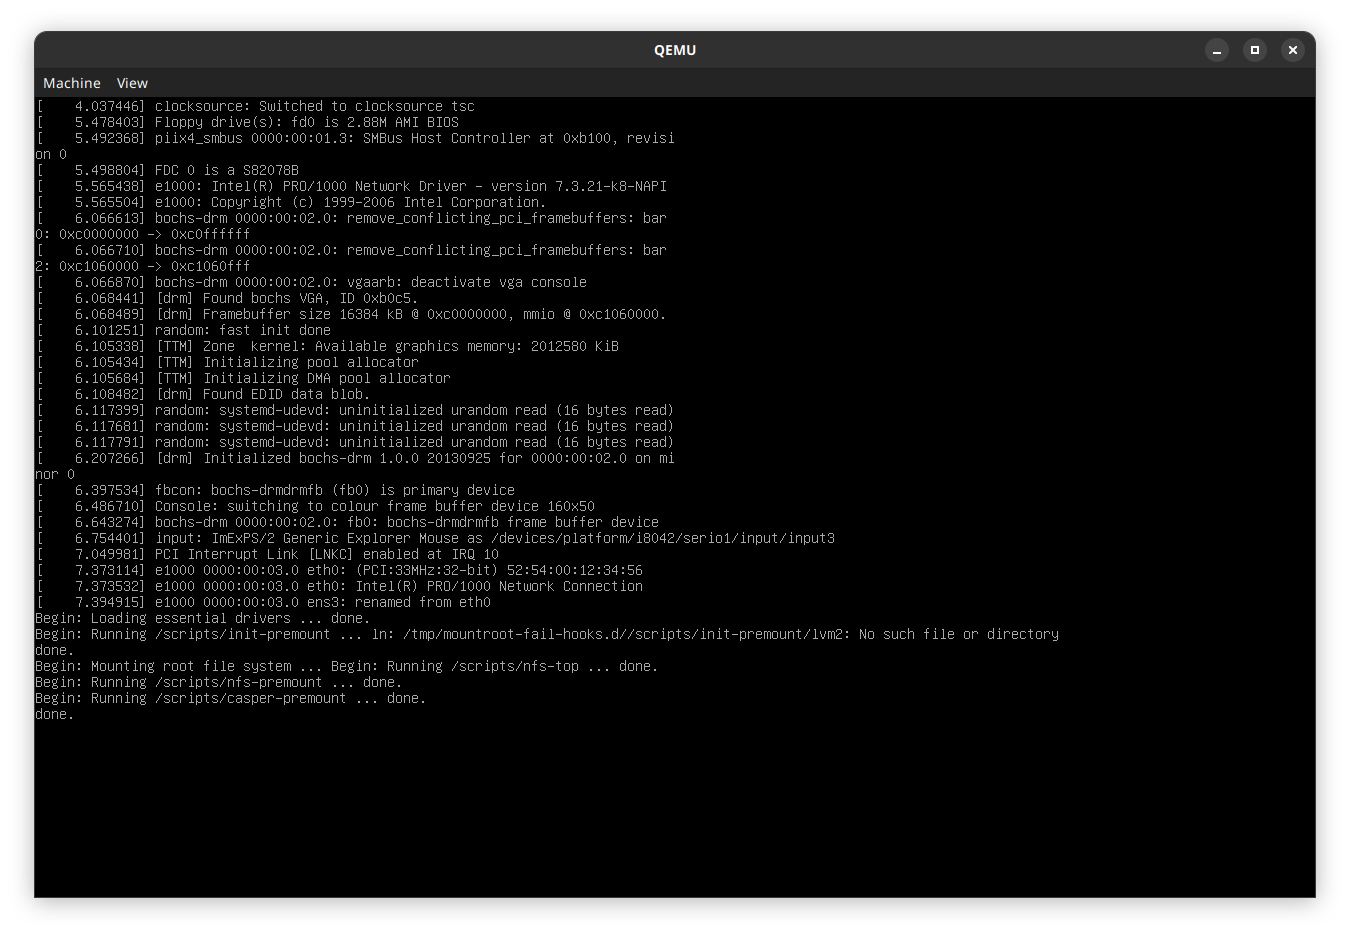 QEMU
Machine View
[    4.037446] clocksource: Switched to clocksource tsc
[    5.478403] Floppy drive(s): fd0 is 2.88M AMI BIOS
[    5.492368] piix4_smbus 0000:00:01.3: SMBus Host Controller at 0xb100, revisi
on 0
[    5.498804] FDC 0 is a S82078B
[    5.565438] e1000: Intel(R) PRO/1000 Network Driver - version 7.3.21-k8-NAPI
[    5.565504] e1000: Copyright (c) 1999-2006 Intel Corporation.
[    6.066613] bochs-drm 0000:00:02.0: remove_conflicting_pci_framebuffers: bar
0: 0xc0000000 -> 0xc0ffffff
[    6.066710] bochs-drm 0000:00:02.0: remove_conflicting_pci_framebuffers: bar
2: 0xc1060000 -> 0xc1060fff
[    6.066870] bochs-drm 0000:00:02.0: vgaarb: deactivate vga console
[    6.068441] [drm] Found bochs VGA, ID 0xb0c5.
[    6.068489] [drm] Framebuffer size 16384 kB @ 0xc0000000, mmio @ 0xc1060000.
[    6.101251] random: fast init done
[    6.105338] [TTM] Zone  kernel: Available graphics memory: 2012580 KiB
[    6.105434] [TTM] Initializing pool allocator
[    6.105684] [TTM] Initializing DMA pool allocator
[    6.108482] [drm] Found EDID data blob.
[    6.117399] random: systemd-udevd: uninitialized urandom read (16 bytes read)
[    6.117681] random: systemd-udevd: uninitialized urandom read (16 bytes read)
[    6.117791] random: systemd-udevd: uninitialized urandom read (16 bytes read)
[    6.207266] [drm] Initialized bochs-drm 1.0.0 20130925 for 0000:00:02.0 on mi
nor 0
[    6.397534] fbcon: bochs-drmdrmfb (fb0) is primary device
[    6.486710] Console: switching to colour frame buffer device 160x50
[    6.643274] bochs-drm 0000:00:02.0: fb0: bochs-drmdrmfb frame buffer device
[    6.754401] input: ImExPS/2 Generic Explorer Mouse as /devices/platform/i8042/serio1/input/input3
[    7.049981] PCI Interrupt Link [LNKC] enabled at IRQ 10
[    7.373114] e1000 0000:00:03.0 eth0: (PCI:33MHz:32-bit) 52:54:00:12:34:56
[    7.373532] e1000 0000:00:03.0 eth0: Intel(R) PRO/1000 Network Connection
[    7.394915] e1000 0000:00:03.0 ens3: renamed from eth0
Begin: Loading essential drivers ... done.
Begin: Running /scripts/init-premount ... ln: /tmp/mountroot-fail-hooks.d//scripts/init-premount/lvm2: No such file or directory
done.
Begin: Mounting root file system ... Begin: Running /scripts/nfs-top ... done.
Begin: Running /scripts/nfs-premount ... done.
Begin: Running /scripts/casper-premount ... done.
done.